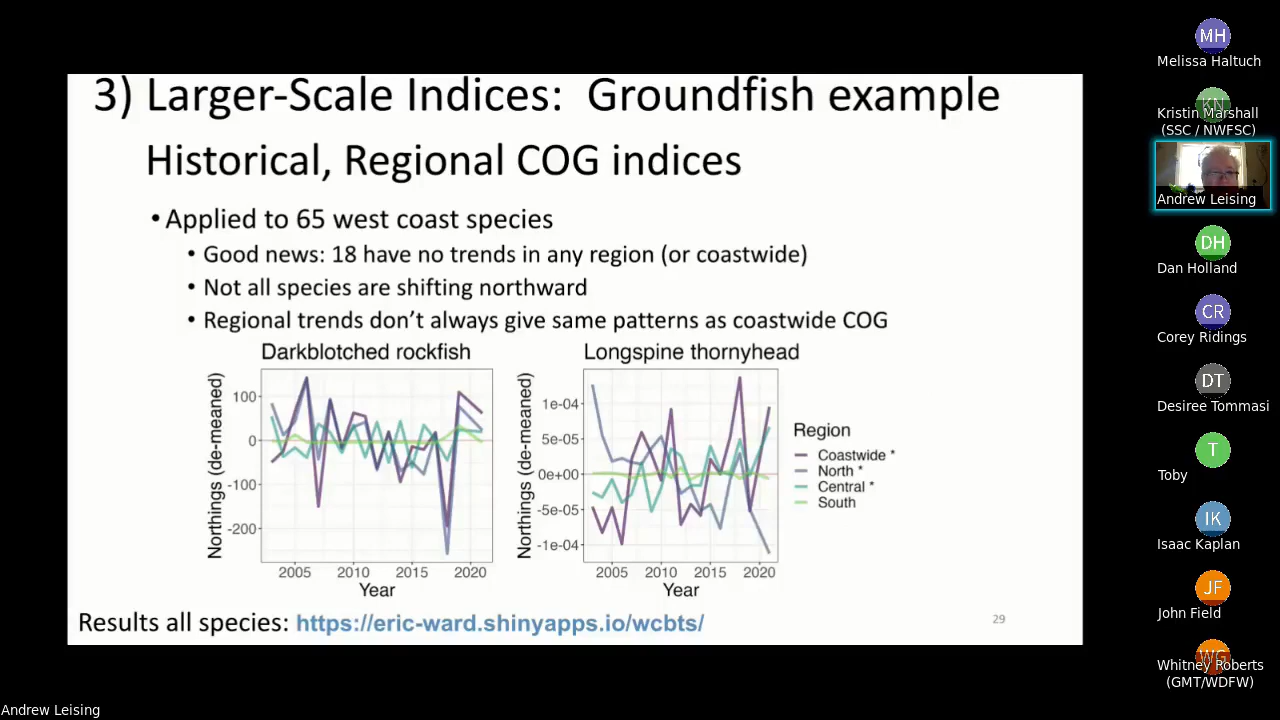 3) Larger-Scale Indices:  Groundfish example
Historical, Regional COG indices
• Applied to 65 west coast species
• Good news: 18 have no trends in any region (or coastwide)
• Not all species are shifting northward
• Regional trends don't always give same patterns as coastwide COG
Darkblotched rockfish
Northings (de-meaned)
100
0
-100
-200
2005 2010 2015 2020
Year
Longspine thornyhead
Northings (de-meaned)
1e-04
5e-05
0e+00
-5e-05
-1e-04
2005 2010 2015 2020
Year
Region
Coastwide *
North *
Central *
South
Results all species: https://eric-ward.shinyapps.io/wcbts/
29
MH
Melissa Haltuch
KN
Kristin Marshall
(SSC / NWFSC)
Andrew Leising
DH
Dan Holland
CR
Corey Ridings
DT
Desiree Tommasi
T
Toby
IK
Isaac Kaplan
JF
John Field
WG
Whitney Roberts
(GMT/WDFW)
Andrew Leising